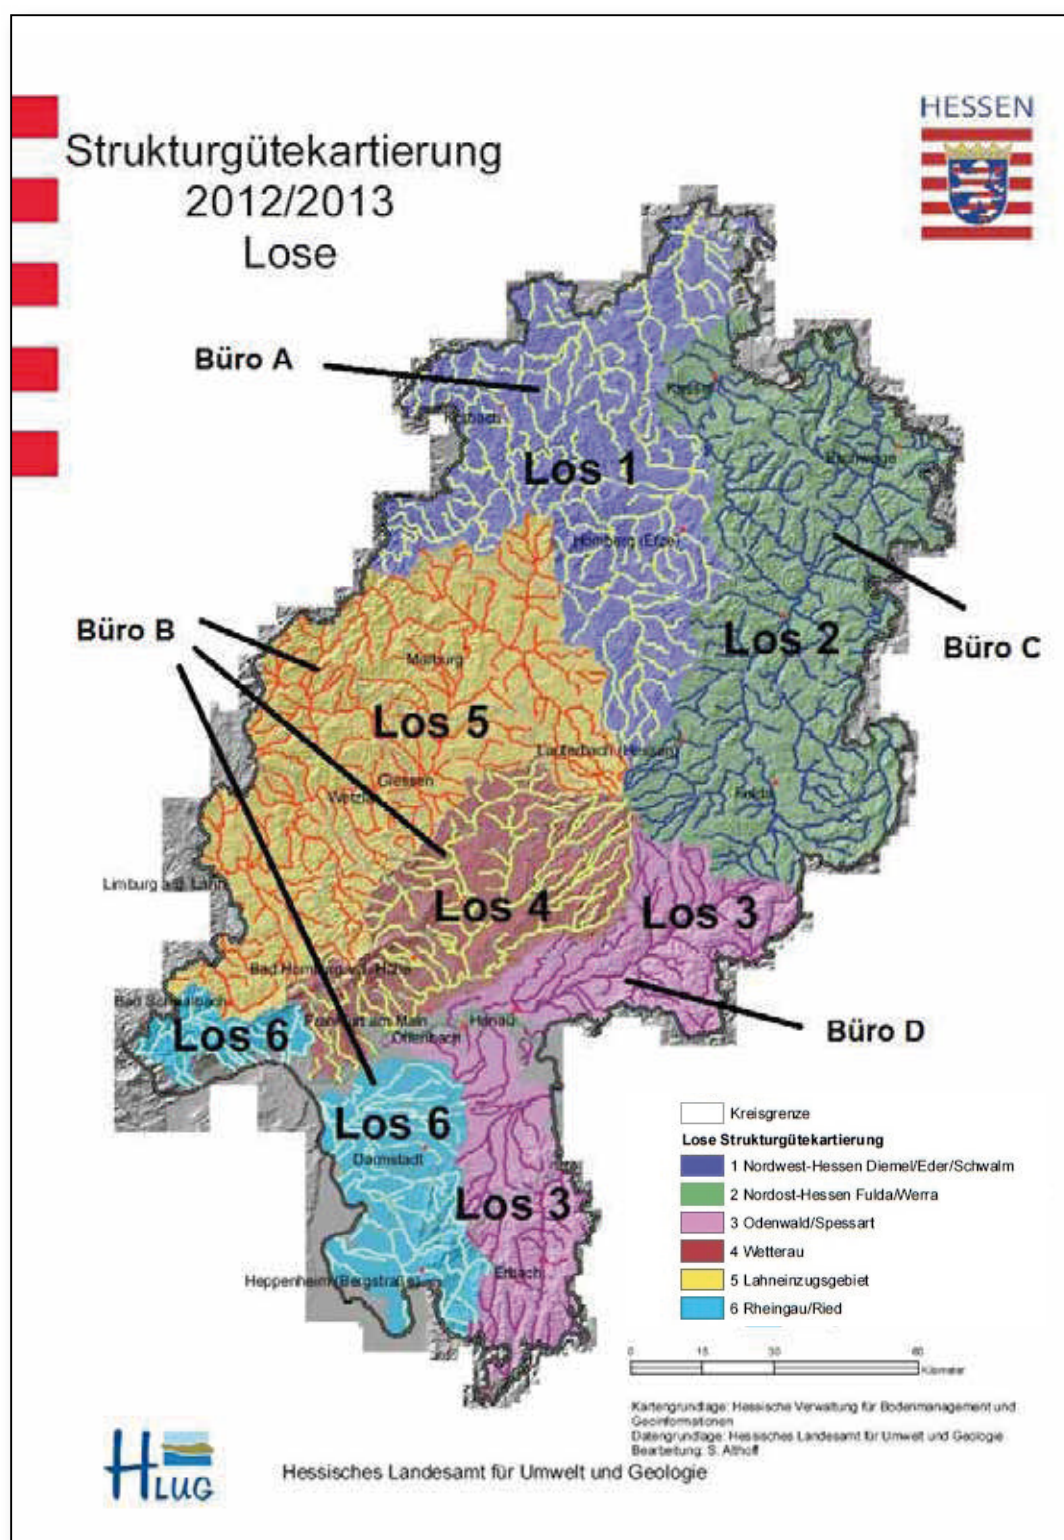 HESSEN
Strukturgütekartierung
2012/2013
Lose
Büro A
Kassel
Korbach
Eschwege
Los 1
Homberg (Efze)
Büro B
Los 2
Büro C
Marburg
Los 5
Lauterbach (Hessen)
Giessen
Wetzlar
Fulda
Limburg a.d. Lahn
Los 4
Los 3
Bad Homburg v.d. Höhe
Bad Schwalbach
Frankfurt am Main
Hanau
Offenbach
Los 6
Büro D
Los 6
Darmstadt
Los 3
Erbach
Heppenheim (Bergstraße)
Kreisgrenze
Lose Strukturgütekartierung
1 Nordwest-Hessen Diemel/Eder/Schwalm
2 Nordost-Hessen Fulda/Werra
3 Odenwald/Spessart
4 Wetterau
5 Lahneinzugsgebiet
6 Rheingau/Ried
0 15 30 60
Kilometer
Kartengrundlage: Hessische Verwaltung für Bodenmanagement und
Geoinformationen
Datengrundlage: Hessisches Landesamt für Umwelt und Geologie
Bearbeitung: S. Althoff
HLUG
Hessisches Landesamt für Umwelt und Geologie